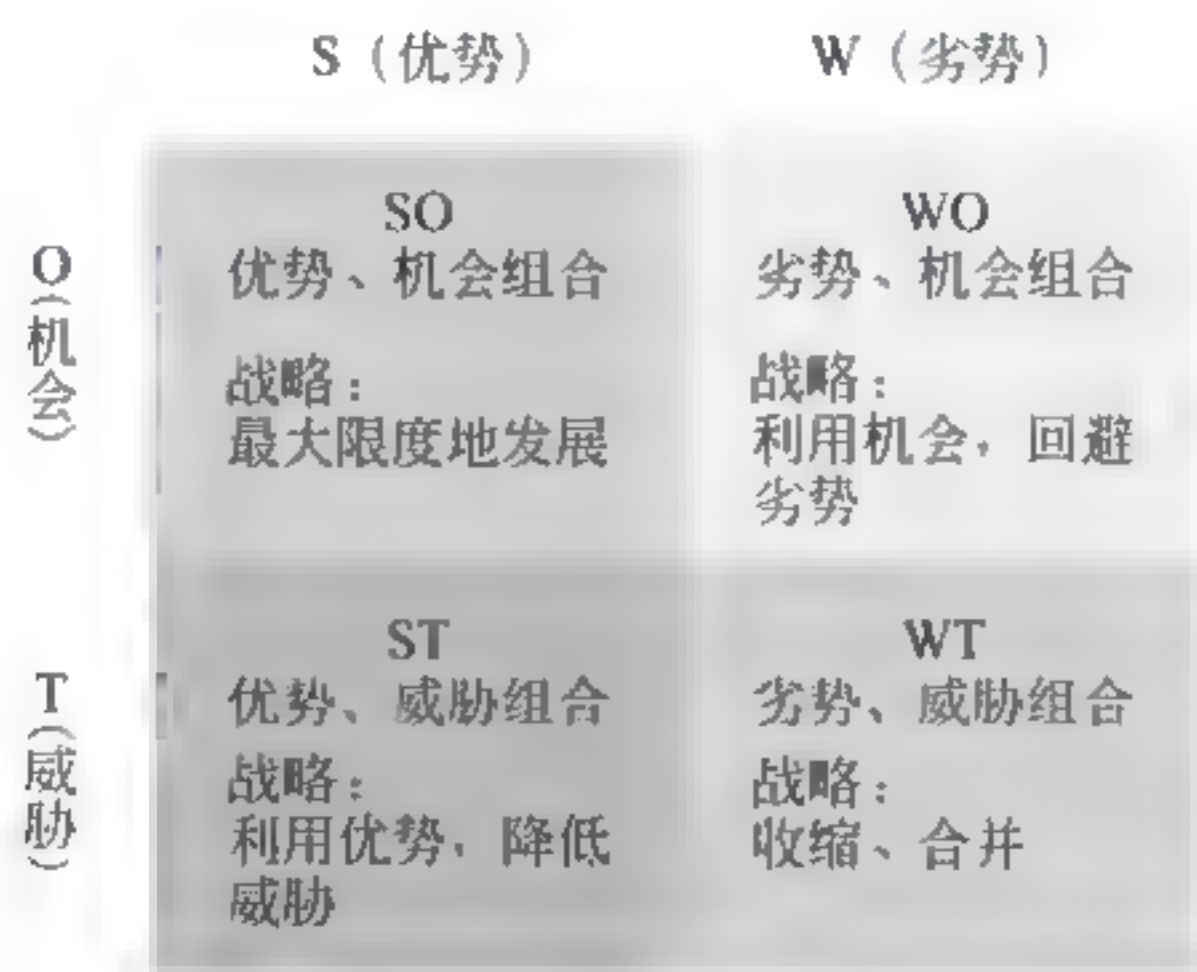 S（优势）
W（劣势）
O（机会）
SO
优势、机会组合
战略：
最大限度地发展
WO
劣势、机会组合
战略：
利用机会，回避
劣势
T（威胁）
ST
优势、威胁组合
战略：
利用优势，降低
威胁
WT
劣势、威胁组合
战略：
收缩、合并